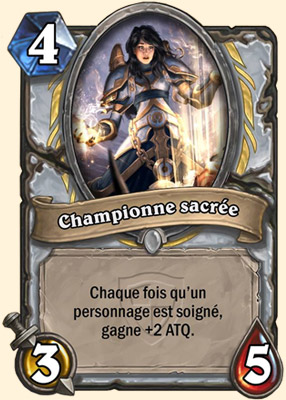 4
Championne sacrée
Chaque fois qu'un
personnage est soigné,
gagne +2 ATQ.
3
5